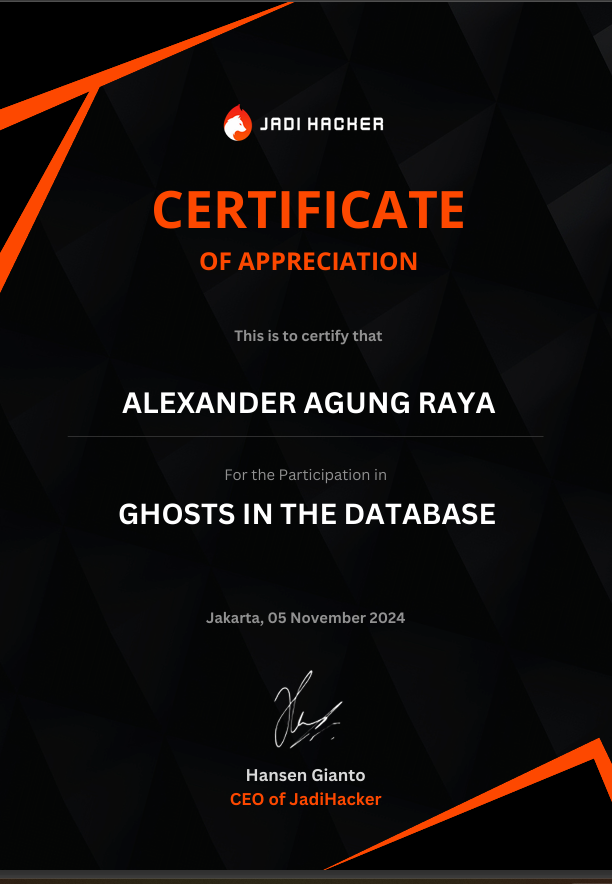 JADI HACKER
CERTIFICATE
OF APPRECIATION
This is to certify that
ALEXANDER AGUNG RAYA
For the Participation in
GHOSTS IN THE DATABASE
Jakarta, 05 November 2024
Hansen Gianto
CEO of JadiHacker